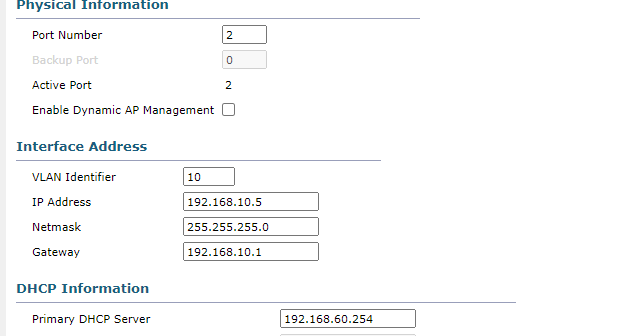 Physical Information
Port Number 2
Backup Port 0
Active Port 2
Enable Dynamic AP Management
Interface Address
VLAN Identifier 10
IP Address 192.168.10.5
Netmask 255.255.255.0
Gateway 192.168.10.1
DHCP Information
Primary DHCP Server 192.168.60.254